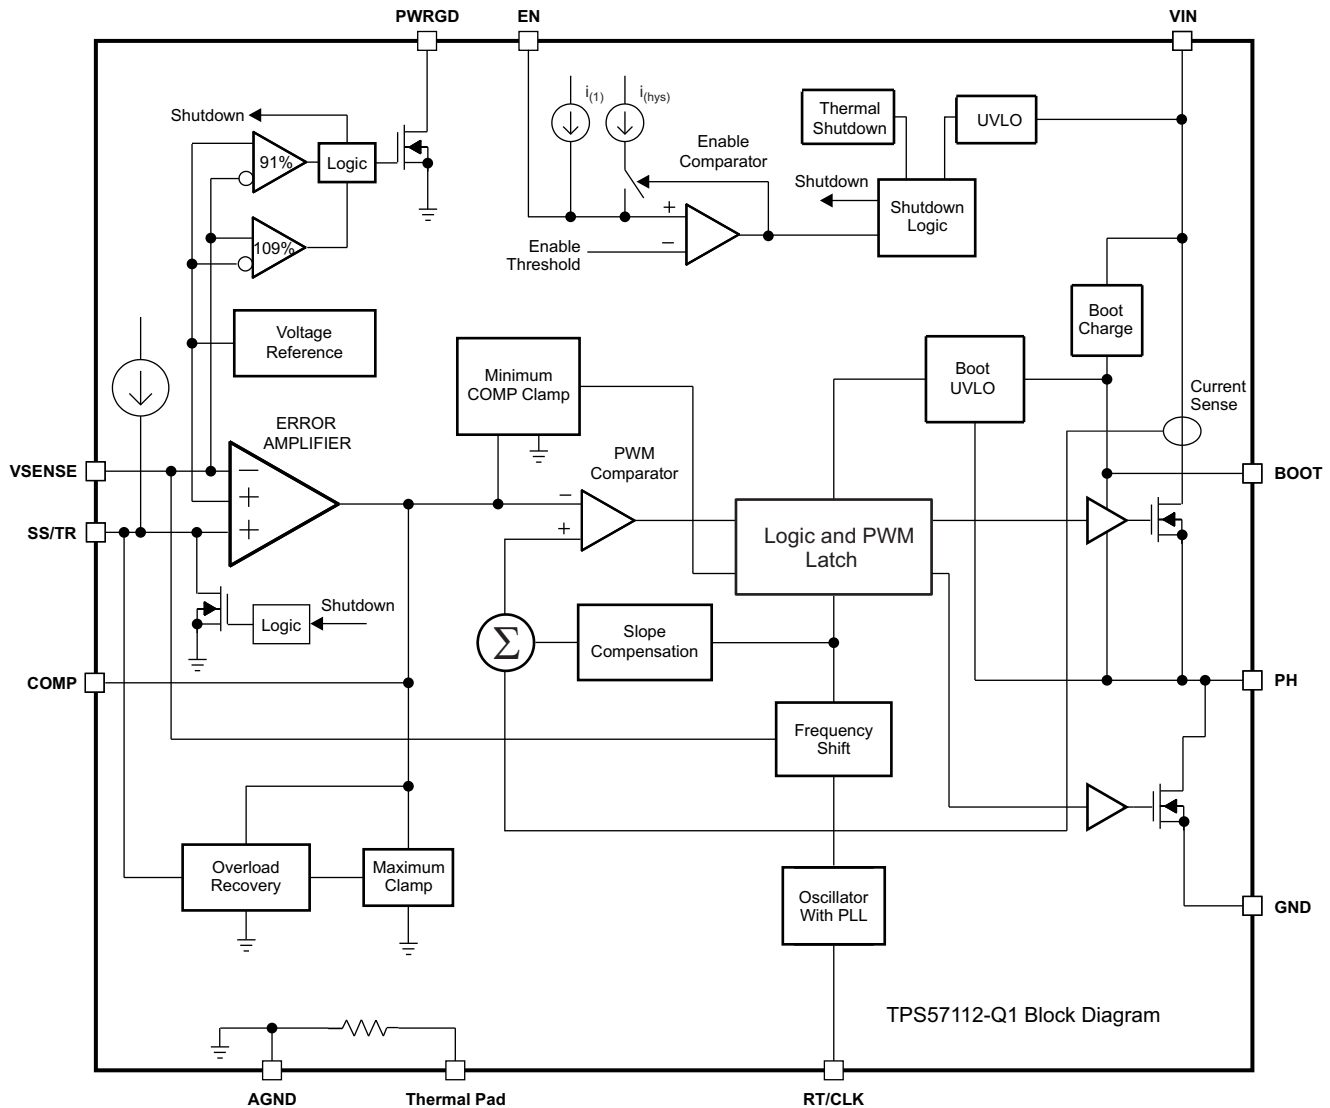 PWRGD
EN
VIN
i(1)
i(hys)
Thermal
Shutdown
UVLO
Shutdown
Enable
Comparator
91%
Logic
Shutdown
Shutdown
Logic
+
−
109%
Enable
Threshold
Boot
Charge
Voltage
Reference
Minimum
COMP Clamp
Boot
UVLO
Current
Sense
ERROR
AMPLIFIER
PWM
Comparator
VSENSE
−
+
+
BOOT
−
+
SS/TR
Logic and PWM
Latch
Shutdown
Logic
Σ
Slope
Compensation
COMP
PH
Frequency
Shift
Overload
Recovery
Maximum
Clamp
Oscillator
With PLL
GND
TPS57112-Q1 Block Diagram
AGND
Thermal Pad
RT/CLK